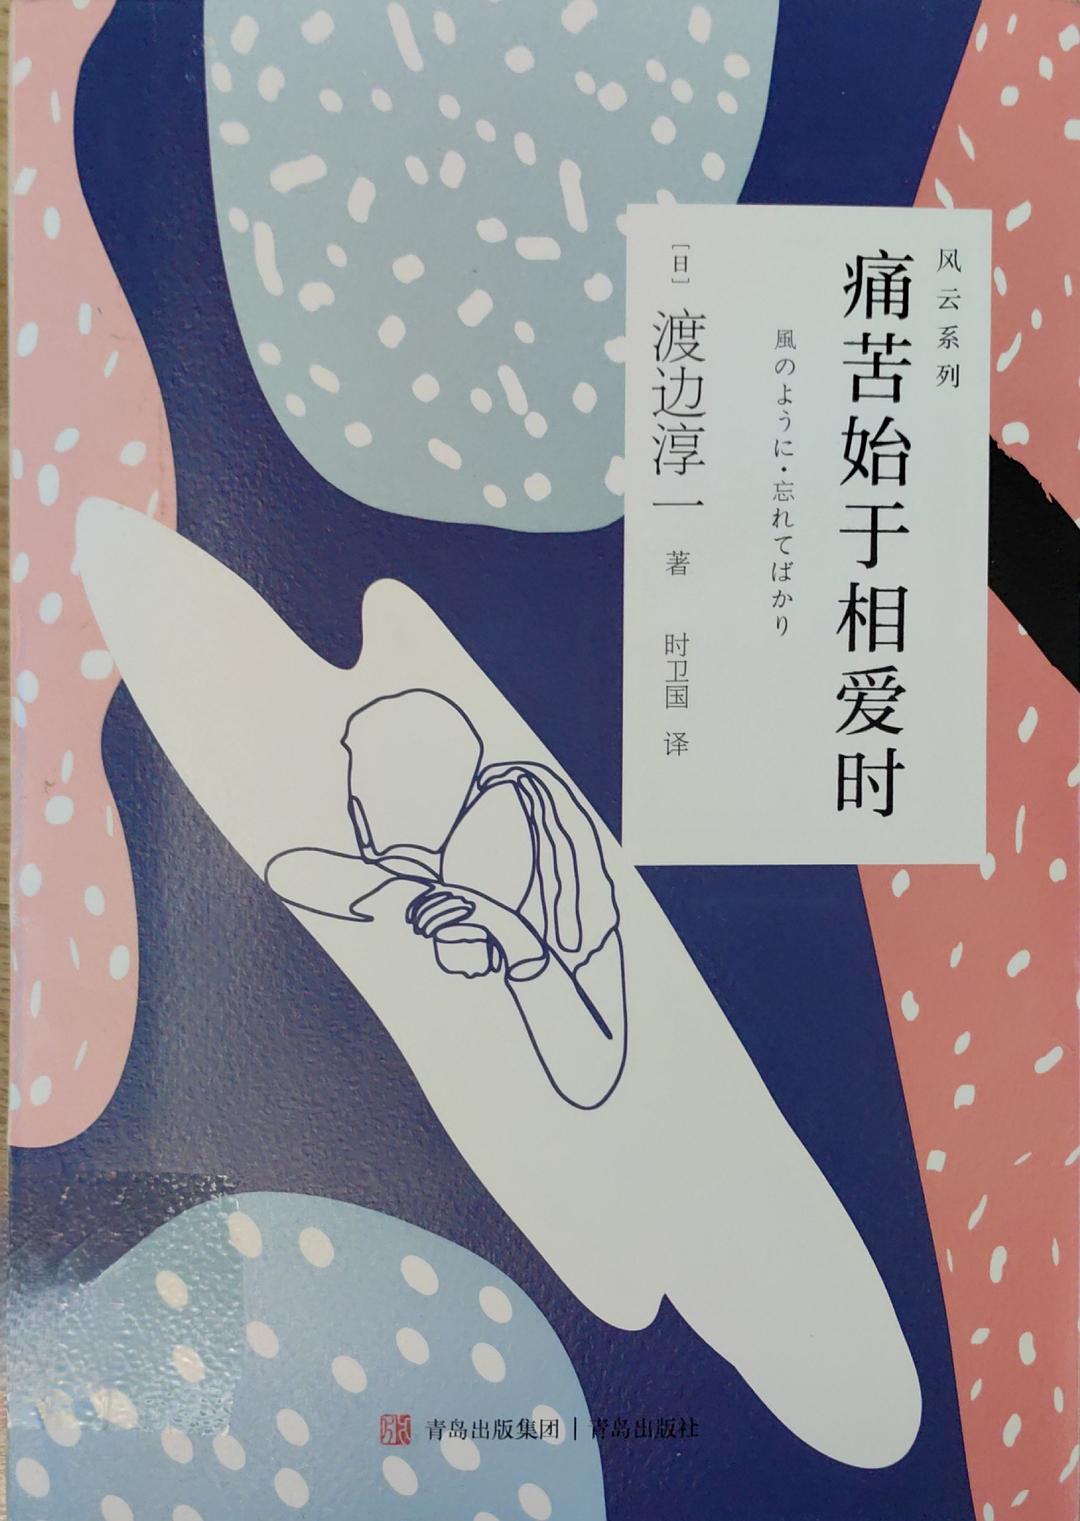 风云系列
痛苦始于相爱时
風のように·忘れてばかり
［日］渡边淳一 著 时卫国 译
青岛出版集团｜青岛出版社